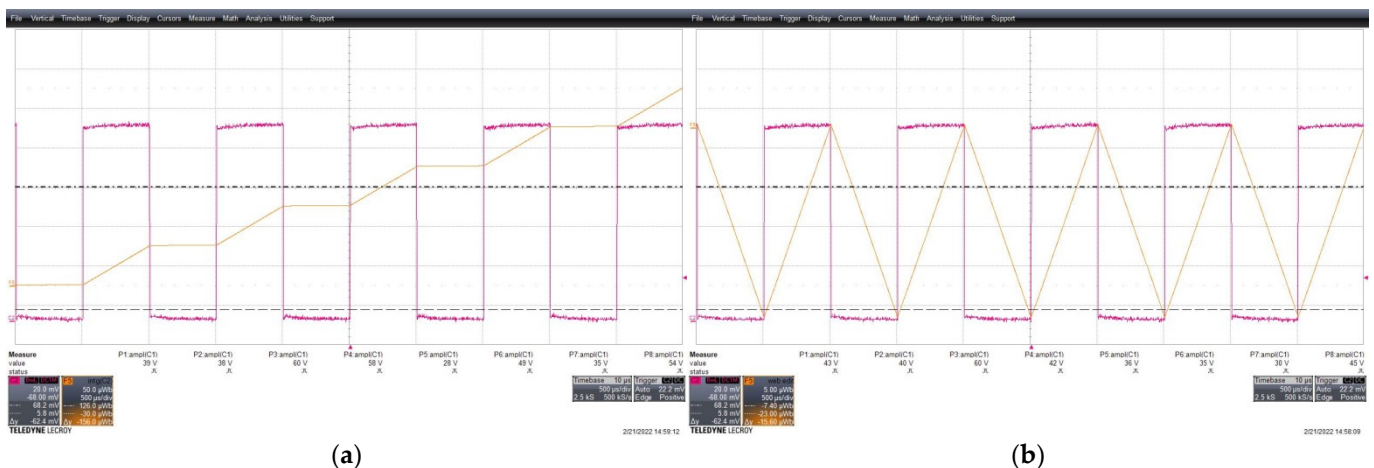 File Vertical Timebase Trigger Display Cursors Measure Math Analysis Utilities Support
Measure P1:ampl(C1) P2:ampl(C1) P3:ampl(C1) P4:ampl(C1) P5:ampl(C1) P6:ampl(C1) P7:ampl(C1) P8:ampl(C1)
value 39 V 38 V 60 V 58 V 28 V 49 V 35 V 54 V
status
F5 intg(C2)
20.0 mV 50.0 µWb
-68.00 mV 500 µs/div
68.2 mV 126.0 µWb
5.8 mV -30.0 µWb
Δy -62.4 mV -156.0 µWb
Timebase 10 µs Trigger C2 DC
500 µs/div Auto 22.2 mV
2.5 kS 500 kS/s Edge Positive
TELEDYNE LECROY 2/21/2022 14:59:12
(a)
File Vertical Timebase Trigger Display Cursors Measure Math Analysis Utilities Support
Measure P1:ampl(C1) P2:ampl(C1) P3:ampl(C1) P4:ampl(C1) P5:ampl(C1) P6:ampl(C1) P7:ampl(C1) P8:ampl(C1)
value 43 V 40 V 60 V 42 V 36 V 35 V 30 V 45 V
status
F5 web edit
20.0 mV 5.00 µWb
-68.00 mV 500 µs/div
68.2 mV -7.40 µWb
5.8 mV -23.00 µWb
Δy -62.4 mV -15.60 µWb
Timebase 10 µs Trigger C2 DC
500 µs/div Auto 22.2 mV
2.5 kS 500 kS/s Edge Positive
TELEDYNE LECROY 2/21/2022 14:58:09
(b)